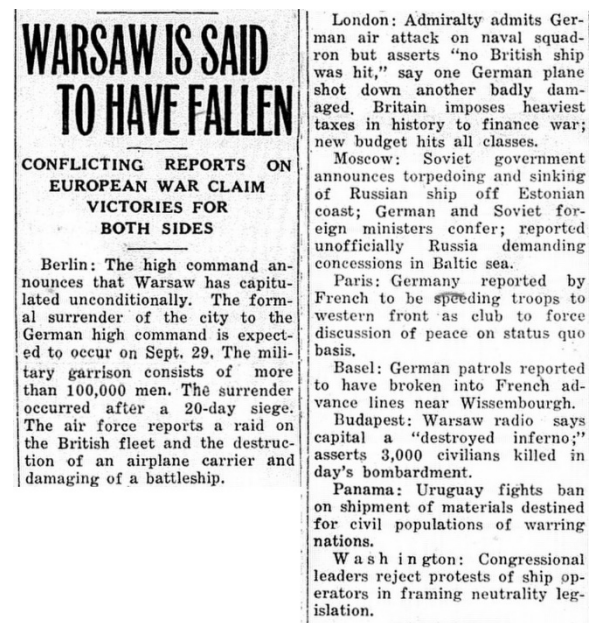 WARSAW IS SAID
TO HAVE FALLEN
CONFLICTING REPORTS ON
EUROPEAN WAR CLAIM
VICTORIES FOR
BOTH SIDES
Berlin: The high command an-
nounces that Warsaw has capitu-
lated unconditionally. The form-
al surrender of the city to the
German high command is expect-
ed to occur on Sept. 29. The mili-
tary garrison consists of more
than 100,000 men. The surrender
occurred after a 20-day siege.
The air force reports a raid on
the British fleet and the destruc-
tion of an airplane carrier and
damaging of a battleship.
London: Admiralty admits Ger-
man air attack on naval squad-
ron but asserts "no British ship
was hit," say one German plane
shot down another badly dam-
aged. Britain imposes heaviest
taxes in history to finance war;
new budget hits all classes.
Moscow: Soviet government
announces torpedoing and sinking
of Russian ship off Estonian
coast; German and Soviet for-
eign ministers confer; reported
unofficially Russia demanding
concessions in Baltic sea.
Paris: Germany reported by
French to be speeding troops to
western front as club to force
discussion of peace on status quo
basis.
Basel: German patrols reported
to have broken into French ad-
vance lines near Wissembourgh.
Budapest: Warsaw radio says
capital a "destroyed inferno;"
asserts 3,000 civilians killed in
day's bombardment.
Panama: Uruguay fights ban
on shipment of materials destined
for civil populations of warring
nations.
Washington: Congressional
leaders reject protests of ship op-
erators in framing neutrality leg-
islation.